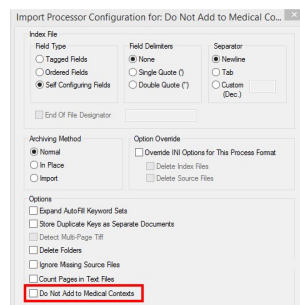 Import Processor Configuration for: Do Not Add to Medical Co...
Index File
Field Type
Tagged Fields
Ordered Fields
Self Configuring Fields
Field Delimiters
None
Single Quote (')
Double Quote (")
Separator
Newline
Tab
Custom
(Dec.)
End Of File Designator
Archiving Method
Normal
In Place
Import
Option Override
Override INI Options for This Process Format
Delete Index Files
Delete Source Files
Options
Expand AutoFill Keyword Sets
Store Duplicate Keys as Separate Documents
Detect Multi-Page Tiff
Delete Folders
Ignore Missing Source Files
Count Pages in Text Files
Do Not Add to Medical Contexts